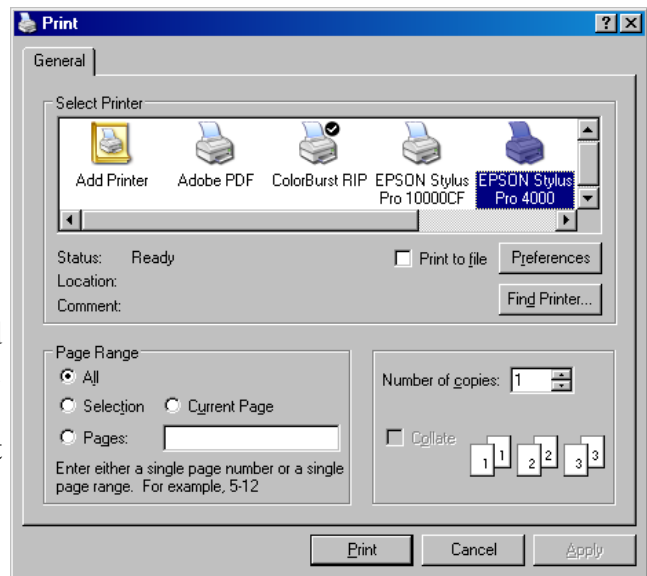 Print
General
Select Printer
Add Printer
Adobe PDF
ColorBurst RIP
EPSON Stylus
Pro 10000CF
EPSON Stylus
Pro 4000
Status: Ready
Print to file
Preferences
Location:
Comment:
Find Printer...
Page Range
All
Selection
Current Page
Pages:
Enter either a single page number or a single
page range. For example, 5-12
Number of copies: 1
Collate
1 1 2 2 3 3
Print
Cancel
Apply